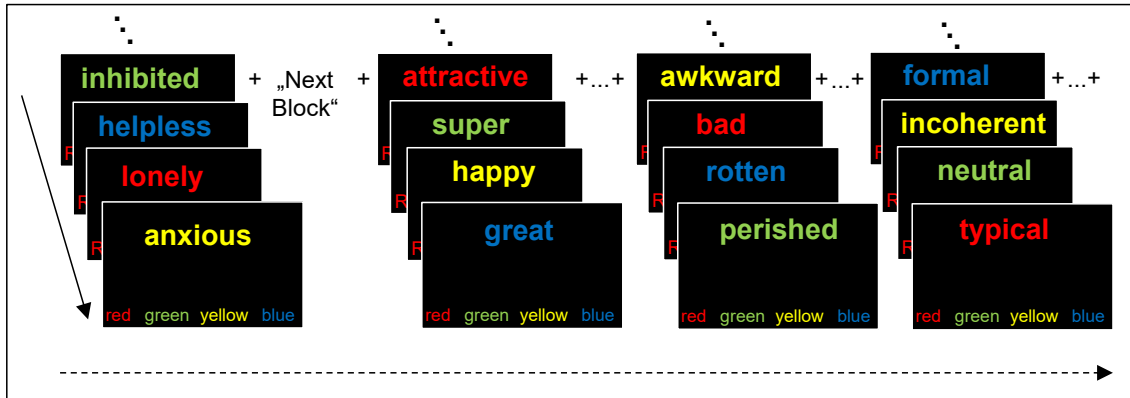 inhibited
helpless
lonely
anxious
red green yellow blue
+ „Next Block“ +
attractive
super
happy
great
red green yellow blue
+...+
awkward
bad
rotten
perished
red green yellow blue
+...+
formal
incoherent
neutral
typical
red green yellow blue
+...+